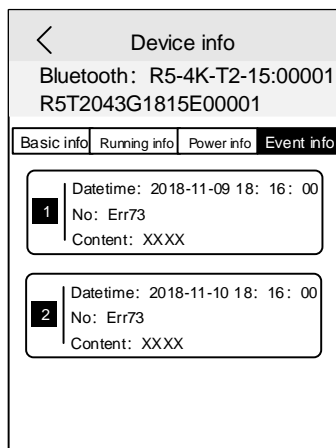 Device info
Bluetooth: R5-4K-T2-15:00001
R5T2043G1815E00001
Basic info Running info Power info Event info
Datetime: 2018-11-09 18: 16: 00
1
No: Err73
Content: XXXX
Datetime: 2018-11-10 18: 16: 00
2
No: Err73
Content: XXXX